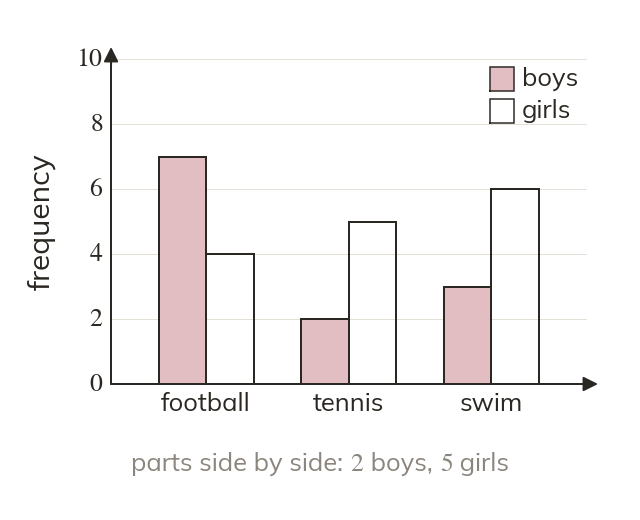 10
boys
8
girls
6
4
2
0
frequency
football tennis swim
parts side by side: 2 boys, 5 girls